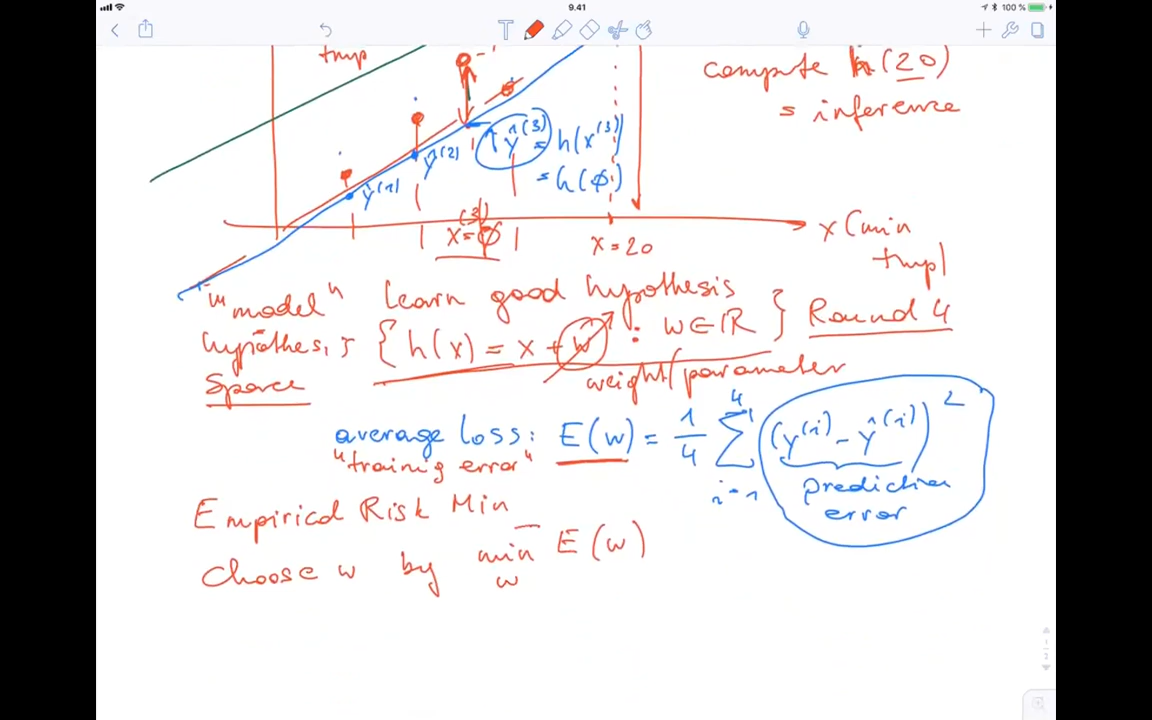 9.41
100 %
tmp
compute h(20)
= inference
ŷ(1)
ŷ(2)
ŷ(3) = h(x(3))
= h(ϕ)
(3)
x=ϕ
x=20
x (min
tmp)
"model" Learn good hypothesis
hypothesis { h(x) = x + w : w∈ℝ } Round 4
Space
weight/parameter
average loss: E(w) = 1/4 ∑ i=1 4 (y(i) - ŷ(i))2
"training error"
prediction
error
Empirical Risk Min
choose w by min w E(w)